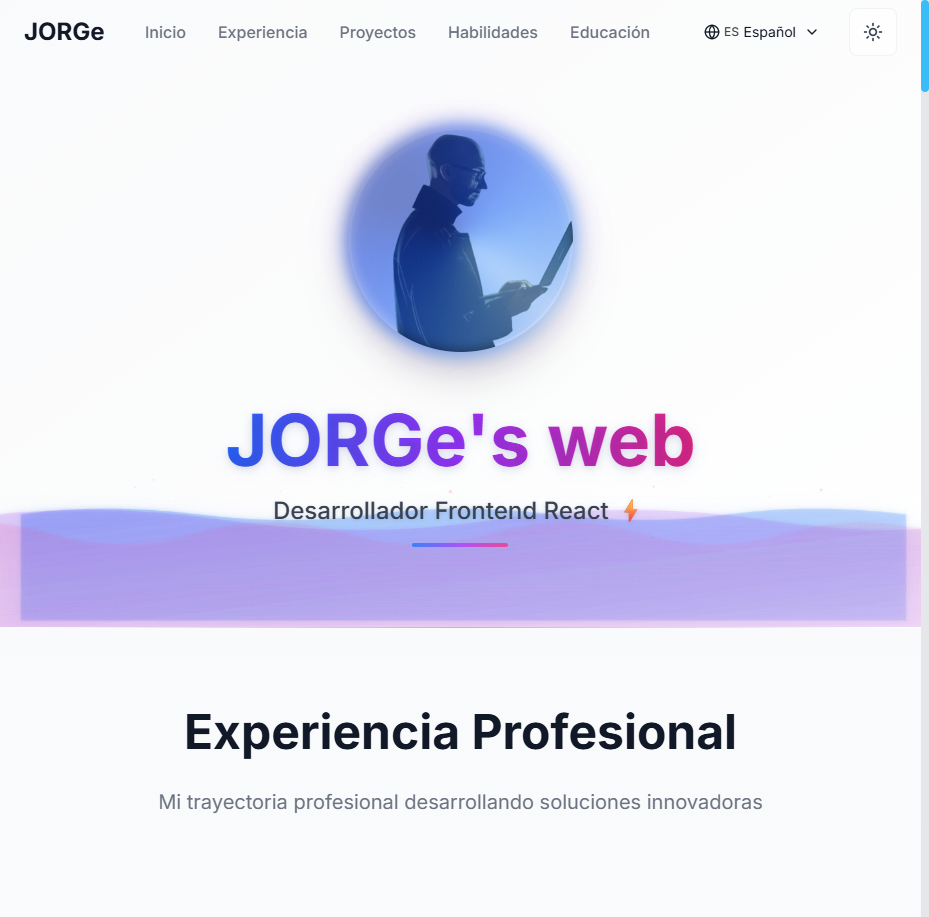 JORGe
Inicio Experiencia Proyectos Habilidades Educación ES Español
JORGe's web
Desarrollador Frontend React ⚡
Experiencia Profesional
Mi trayectoria profesional desarrollando soluciones innovadoras